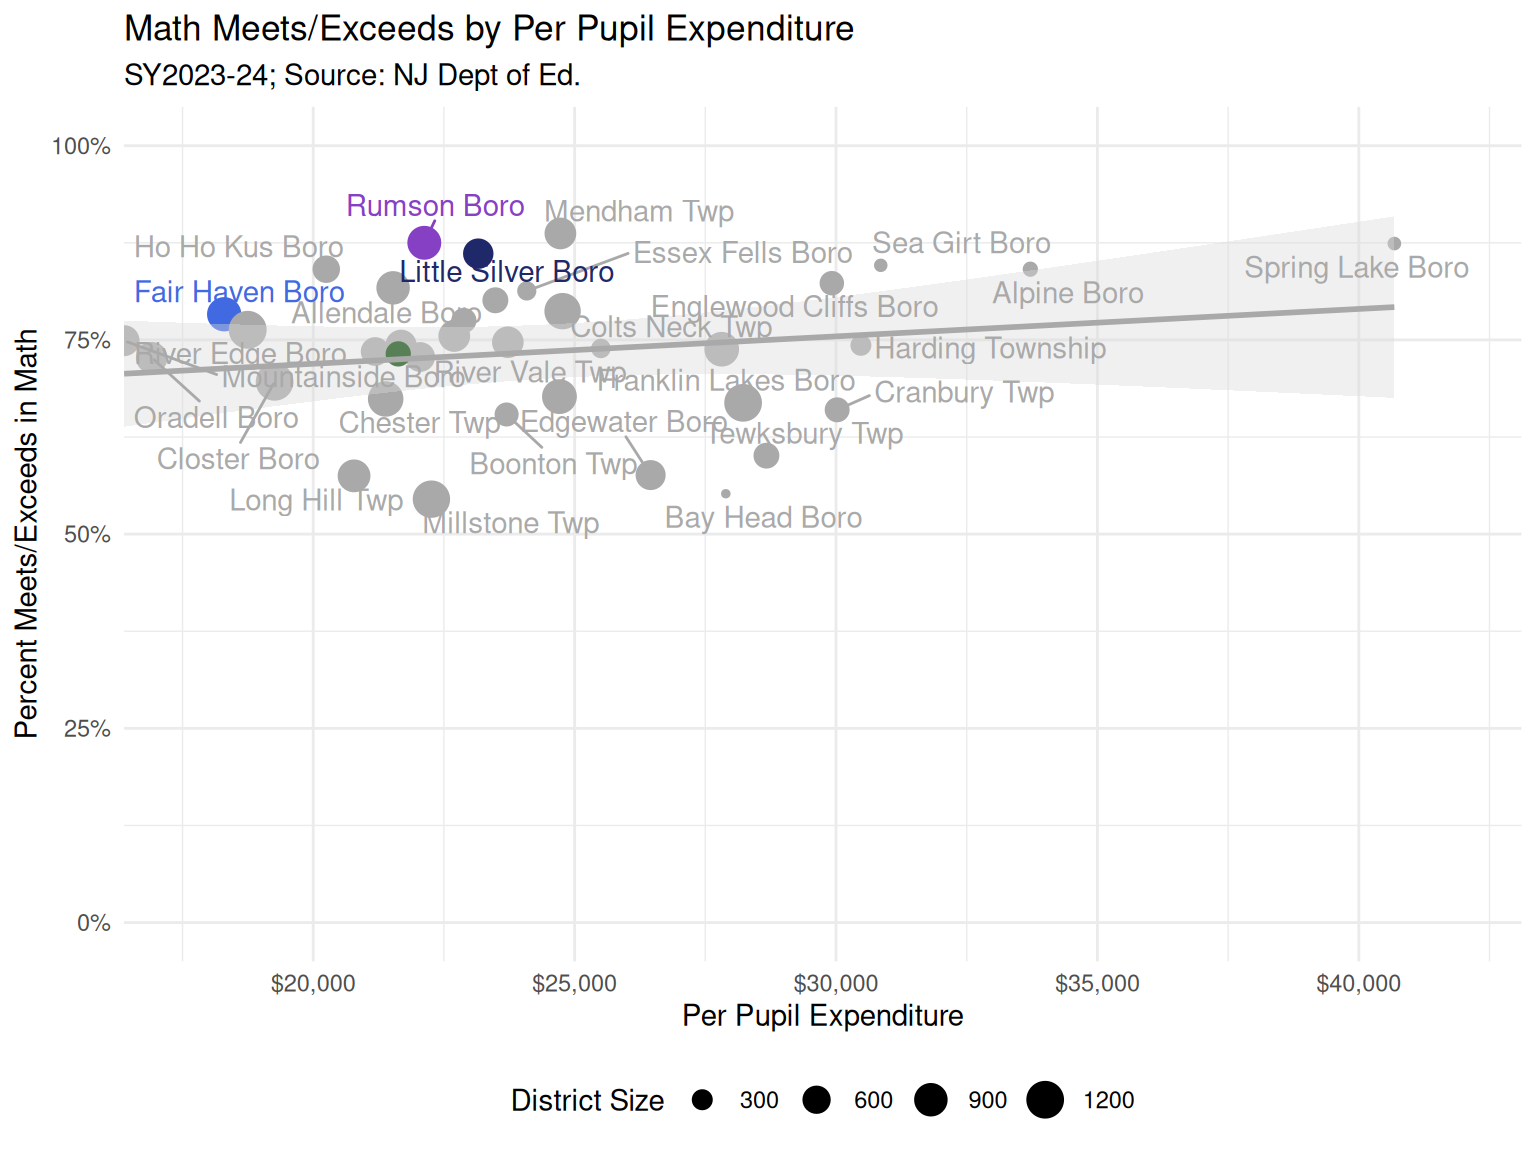 Math Meets/Exceeds by Per Pupil Expenditure
SY2023-24; Source: NJ Dept of Ed.
Percent Meets/Exceeds in Math
100%
75%
50%
25%
0%
Rumson Boro
Mendham Twp
Ho Ho Kus Boro
Essex Fells Boro
Sea Girt Boro
Little Silver Boro
Spring Lake Boro
Fair Haven Boro
Alpine Boro
Allendale Boro
Englewood Cliffs Boro
Colts Neck Twp
River Edge Boro
Harding Township
Mountainside Boro
River Vale Twp
Franklin Lakes Boro
Cranbury Twp
Oradell Boro
Chester Twp
Edgewater Boro
Tewksbury Twp
Closter Boro
Boonton Twp
Long Hill Twp
Millstone Twp
Bay Head Boro
$20,000
$25,000
$30,000
$35,000
$40,000
Per Pupil Expenditure
District Size
300
600
900
1200